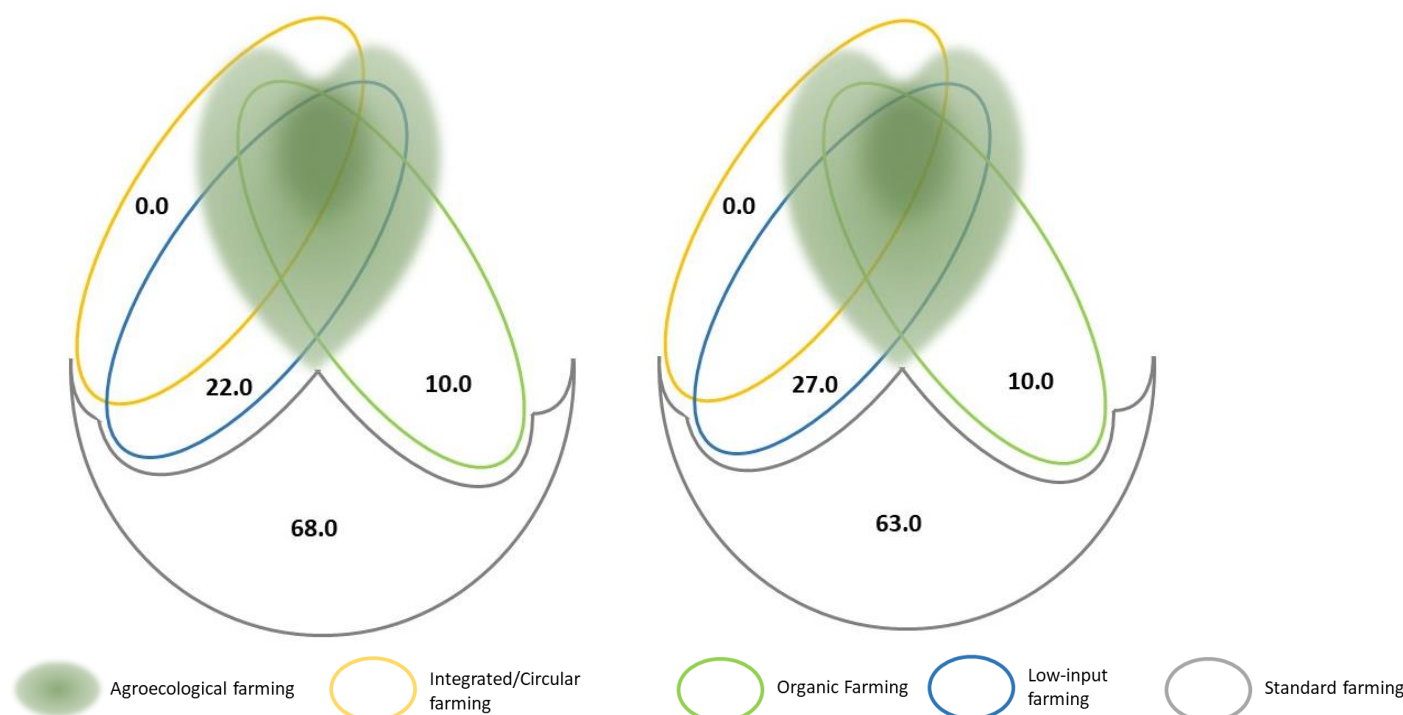 0.0
0.0
22.0
10.0
27.0
10.0
68.0
63.0
Agroecological farming
Integrated/Circular
farming
Organic Farming
Low-input
farming
Standard farming